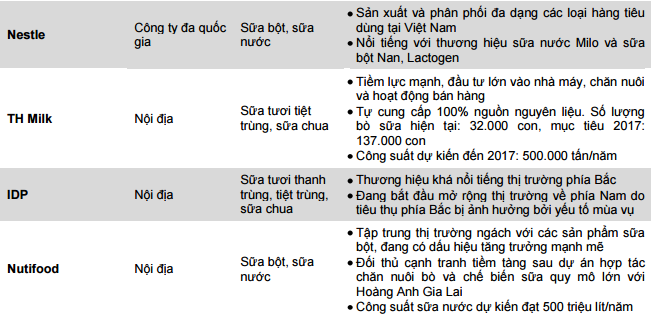 Nestle
Công ty đa quốc
gia
Sữa bột, sữa
nước
• Sản xuất và phân phối đa dạng các loại hàng tiêu
dùng tại Việt Nam
• Nổi tiếng với thương hiệu sữa nước Milo và sữa
bột Nan, Lactogen
TH Milk
Nội địa
Sữa tươi tiệt
trùng, sữa chua
• Tiềm lực mạnh, đầu tư lớn vào nhà máy, chăn nuôi
và hoạt động bán hàng
• Tự cung cấp 100% nguồn nguyên liệu. Số lượng
bò sữa hiện tại: 32.000 con, mục tiêu 2017:
137.000 con
• Công suất dự kiến đến 2017: 500.000 tấn/năm
IDP
Nội địa
Sữa tươi thanh
trùng, tiệt trùng,
sữa chua
• Thương hiệu khá nổi tiếng thị trường phía Bắc
• Đang bắt đầu mở rộng thị trường về phía Nam do
tiêu thụ phía Bắc bị ảnh hưởng bởi yếu tố mùa vụ
Nutifood
Nội địa
Sữa bột, sữa
nước
• Tập trung thị trường ngách với các sản phẩm sữa
bột, đang có dấu hiệu tăng trưởng mạnh mẽ
• Đối thủ cạnh tranh tiềm tàng sau dự án hợp tác
chăn nuôi bò và chế biến sữa quy mô lớn với
Hoàng Anh Gia Lai
• Công suất sữa nước dự kiến đạt 500 triệu lít/năm